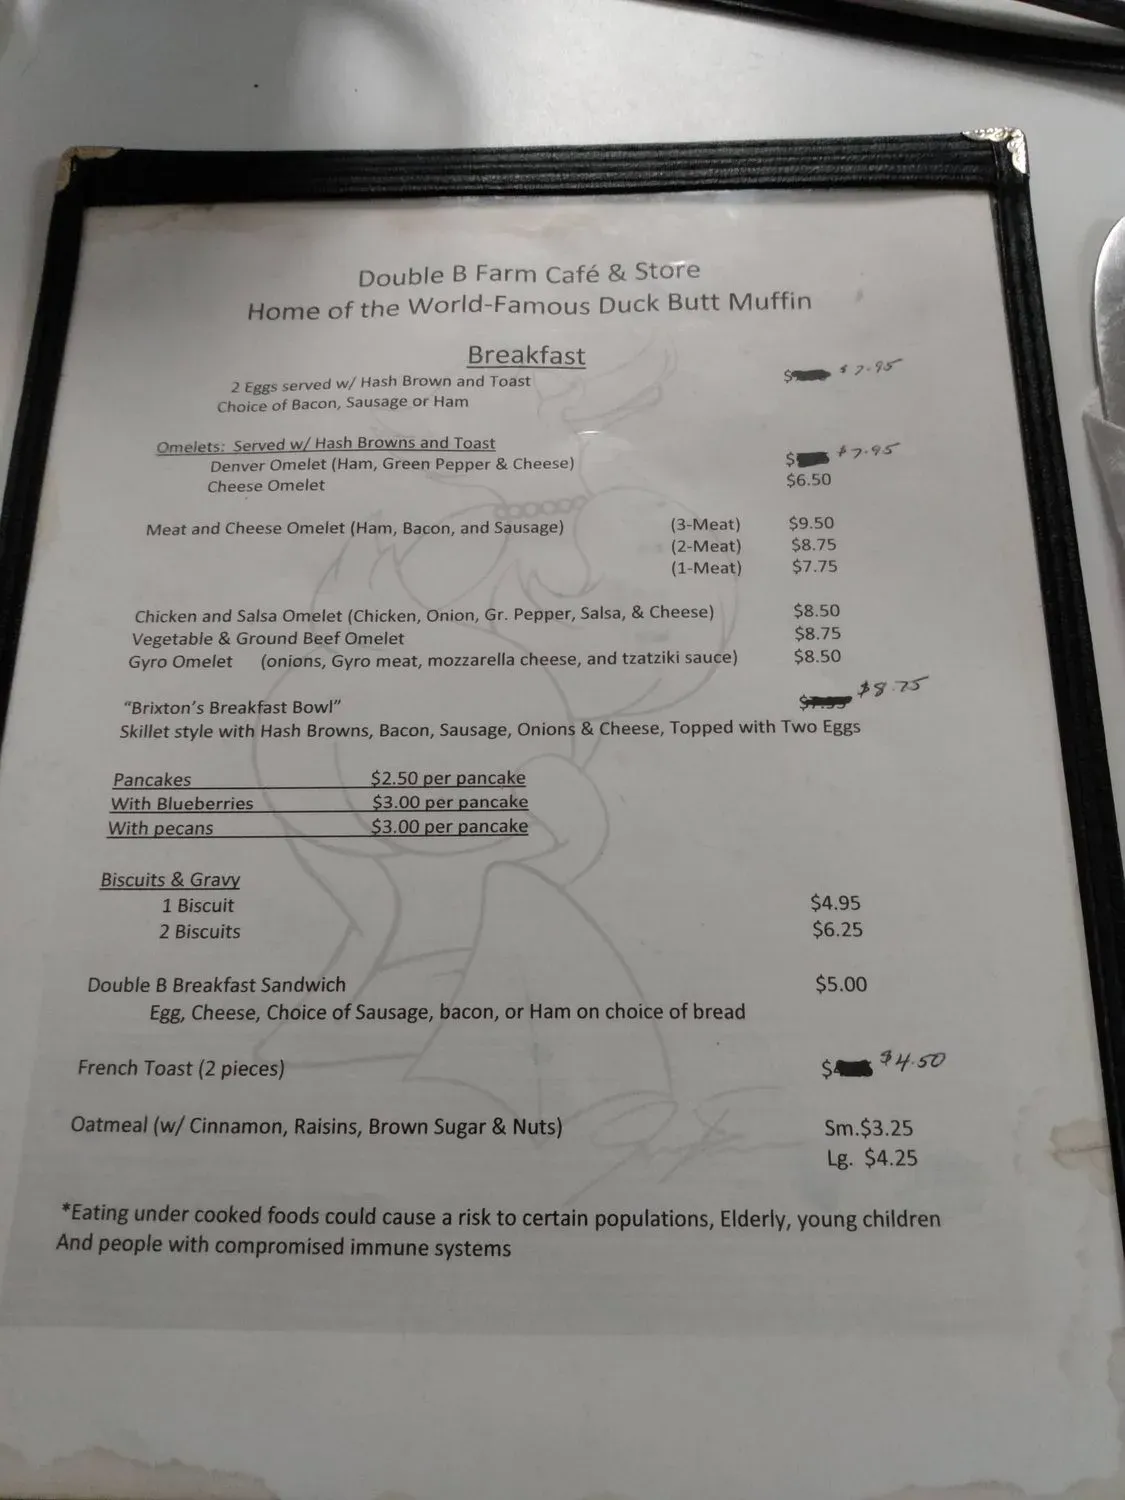 Double B Farm Café & Store
Home of the World-Famous Duck Butt Muffin
Breakfast
2 Eggs served w/ Hash Brown and Toast $ $7.95
Choice of Bacon, Sausage or Ham
Omelets: Served w/ Hash Browns and Toast
Denver Omelet (Ham, Green Pepper & Cheese) $ $7.95
Cheese Omelet $6.50
Meat and Cheese Omelet (Ham, Bacon, and Sausage) (3-Meat) $9.50
(2-Meat) $8.75
(1-Meat) $7.75
Chicken and Salsa Omelet (Chicken, Onion, Gr. Pepper, Salsa, & Cheese) $8.50
Vegetable & Ground Beef Omelet $8.75
Gyro Omelet (onions, Gyro meat, mozzarella cheese, and tzatziki sauce) $8.50
"Brixton's Breakfast Bowl" $8.75
Skillet style with Hash Browns, Bacon, Sausage, Onions & Cheese, Topped with Two Eggs
Pancakes $2.50 per pancake
With Blueberries $3.00 per pancake
With pecans $3.00 per pancake
Biscuits & Gravy
1 Biscuit $4.95
2 Biscuits $6.25
Double B Breakfast Sandwich $5.00
Egg, Cheese, Choice of Sausage, bacon, or Ham on choice of bread
French Toast (2 pieces) $ $4.50
Oatmeal (w/ Cinnamon, Raisins, Brown Sugar & Nuts) Sm.$3.25
Lg. $4.25
*Eating under cooked foods could cause a risk to certain populations, Elderly, young children
And people with compromised immune systems